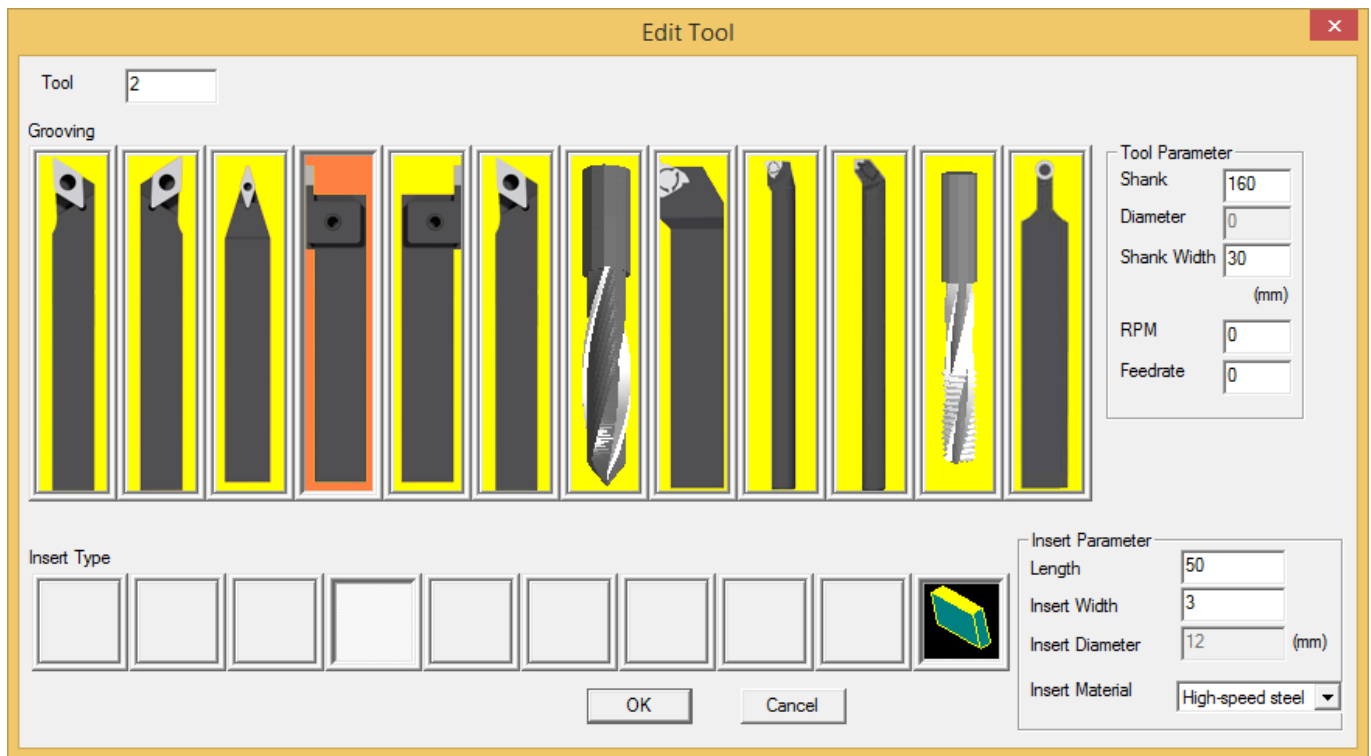 Edit Tool
Tool 2
Grooving
Tool Parameter
Shank 160
Diameter 0
Shank Width 30
(mm)
RPM 0
Feedrate 0
Insert Type
Insert Parameter
Length 50
Insert Width 3
Insert Diameter 12 (mm)
Insert Material High-speed steel
OK Cancel